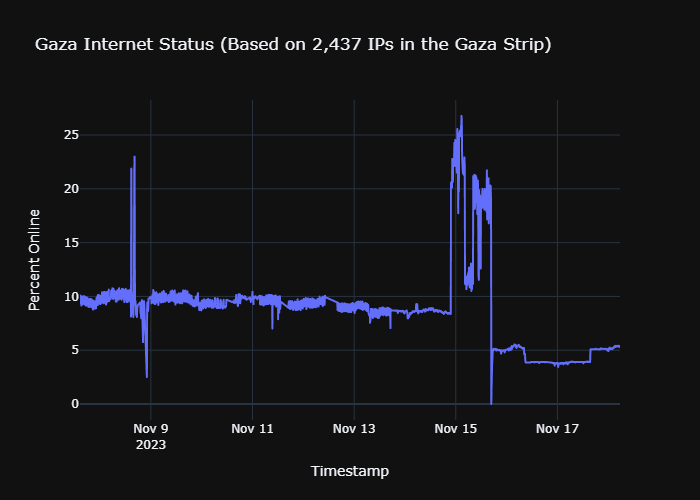 Gaza Internet Status (Based on 2,437 IPs in the Gaza Strip)
25
20
15
10
5
0
Percent Online
Nov 9
2023
Nov 11
Nov 13
Nov 15
Nov 17
Timestamp